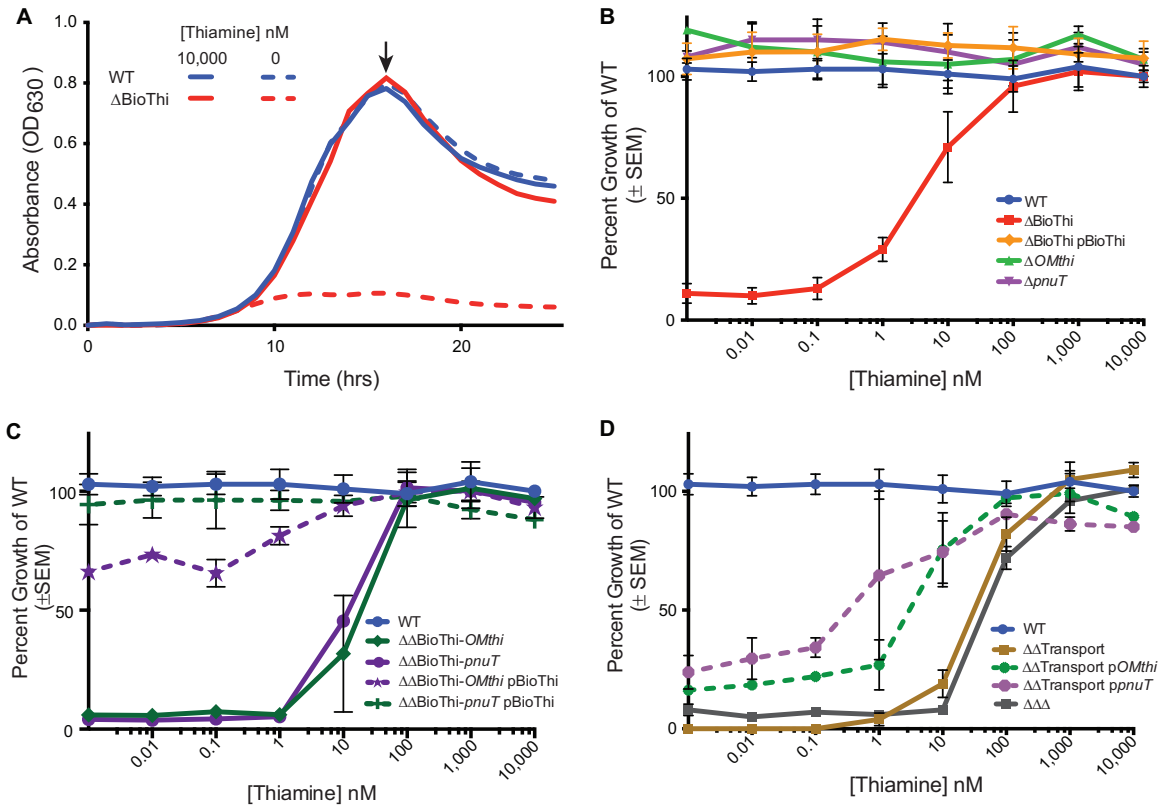 A
Absorbance (OD630)
1.0
0.8
0.6
0.4
0.2
0.0
0
10
20
Time (hrs)
[Thiamine] nM
10,000
0
WT
ΔBioThi
B
Percent Growth of WT
(± SEM)
100
50
0
0.01
0.1
1
10
100
1,000
10,000
[Thiamine] nM
WT
ΔBioThi
ΔBioThi pBioThi
ΔOMthi
ΔpnuT
C
Percent Growth of WT
(±SEM)
100
50
0
0.01
0.1
1
10
100
1,000
10,000
[Thiamine] nM
WT
ΔΔBioThi-OMthi
ΔΔBioThi-pnuT
ΔΔBioThi-OMthi pBioThi
ΔΔBioThi-pnuT pBioThi
D
Percent Growth of WT
(± SEM)
100
50
0
0.01
0.1
1
10
100
1,000
10,000
[Thiamine] nM
WT
ΔΔTransport
ΔΔTransport pOMthi
ΔΔTransport ppnuT
ΔΔΔ